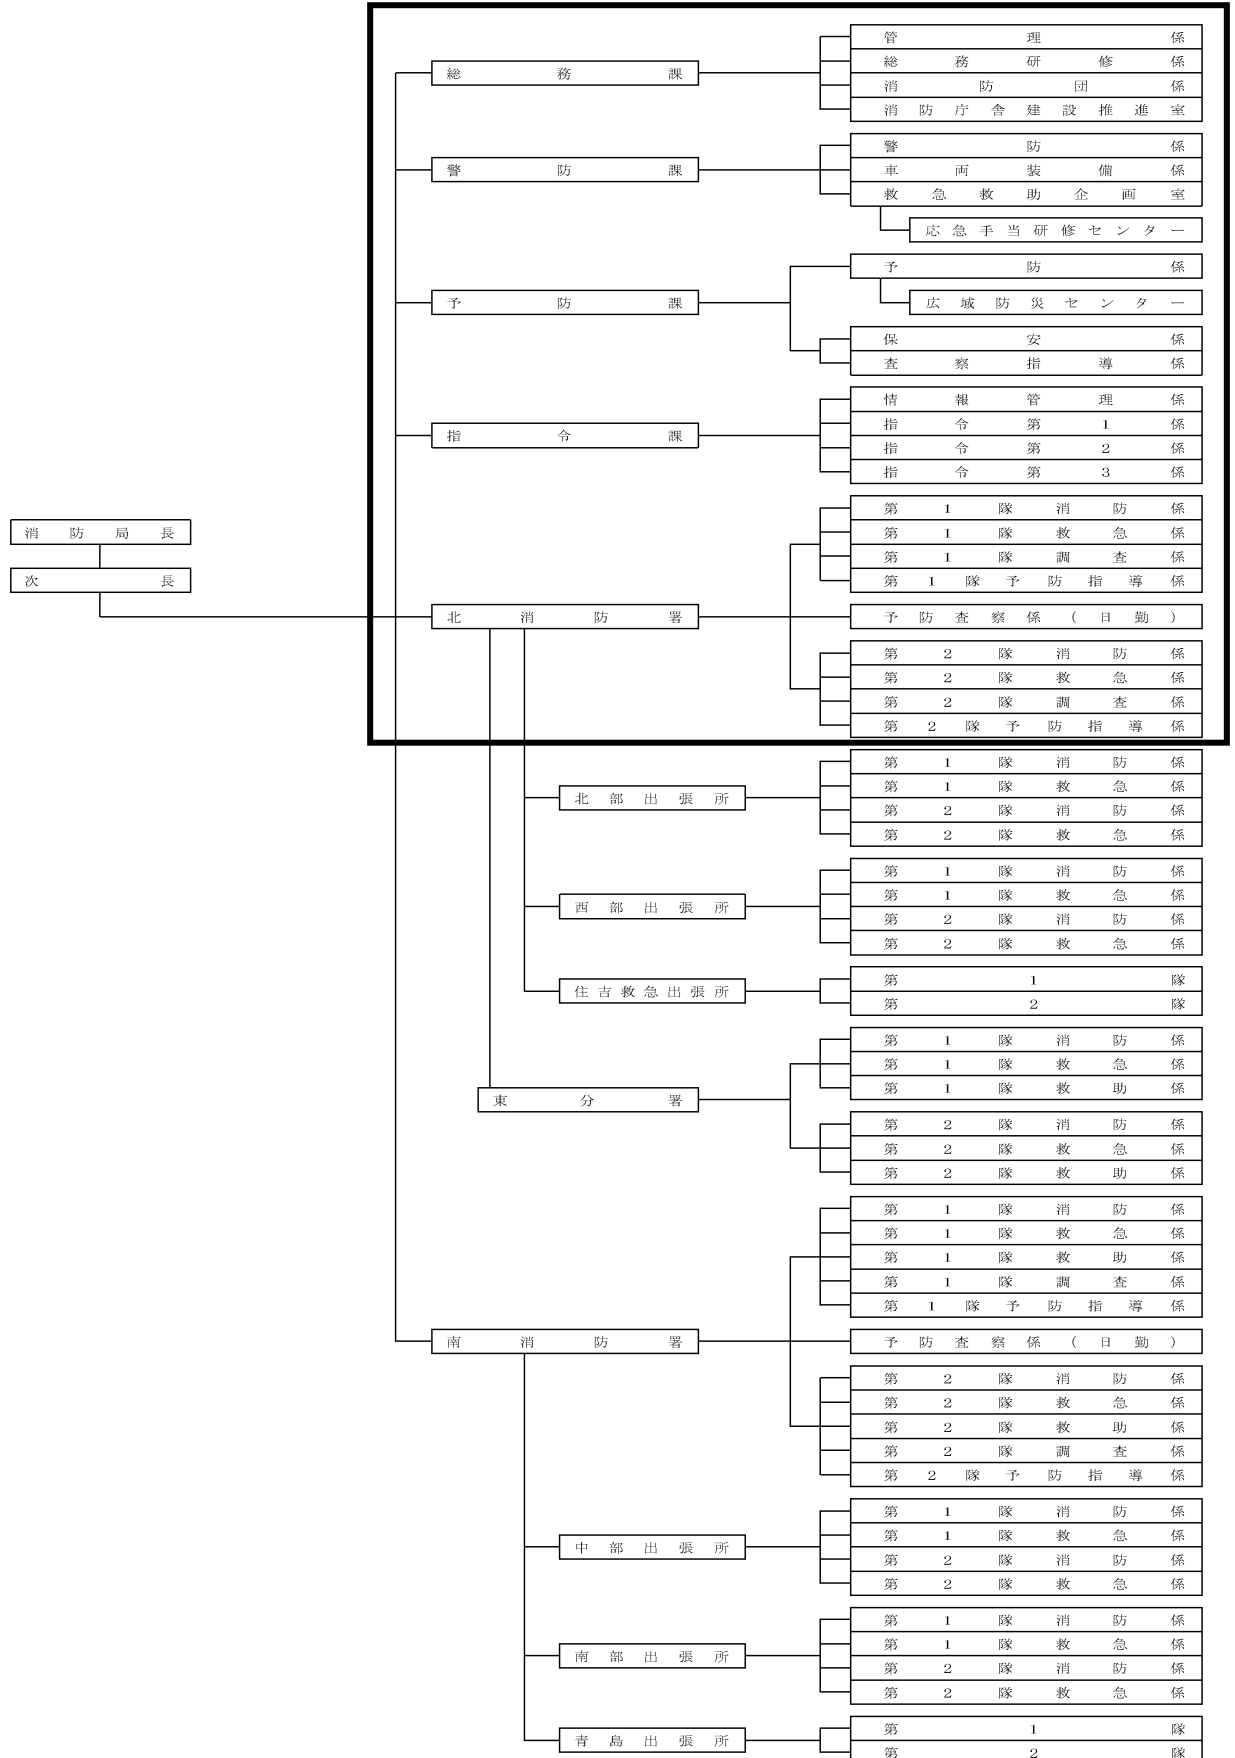 管理係
総務研修係
総務課
消防団係
消防庁舎建設推進室
警防係
警防課
車両装備係
救急救助企画室
応急手当研修センター
予防係
予防課
広域防災センター
保安係
査察指導係
情報管理係
指令第1係
指令課
指令第2係
指令第3係
消防局長
次長
第1隊消防係
第1隊救急係
第1隊調査係
第1隊予防指導係
北消防署
予防査察係(日勤)
第2隊消防係
第2隊救急係
第2隊調査係
第2隊予防指導係
第1隊消防係
第1隊救急係
北部出張所
第2隊消防係
第2隊救急係
第1隊消防係
第1隊救急係
西部出張所
第2隊消防係
第2隊救急係
住吉救急出張所
第1隊
第2隊
第1隊消防係
第1隊救急係
第1隊救助係
東分署
第2隊消防係
第2隊救急係
第2隊救助係
第1隊消防係
第1隊救急係
第1隊救助係
第1隊調査係
第1隊予防指導係
南消防署
予防査察係(日勤)
第2隊消防係
第2隊救急係
第2隊救助係
第2隊調査係
第2隊予防指導係
第1隊消防係
第1隊救急係
中部出張所
第2隊消防係
第2隊救急係
第1隊消防係
第1隊救急係
南部出張所
第2隊消防係
第2隊救急係
青島出張所
第1隊
第2隊